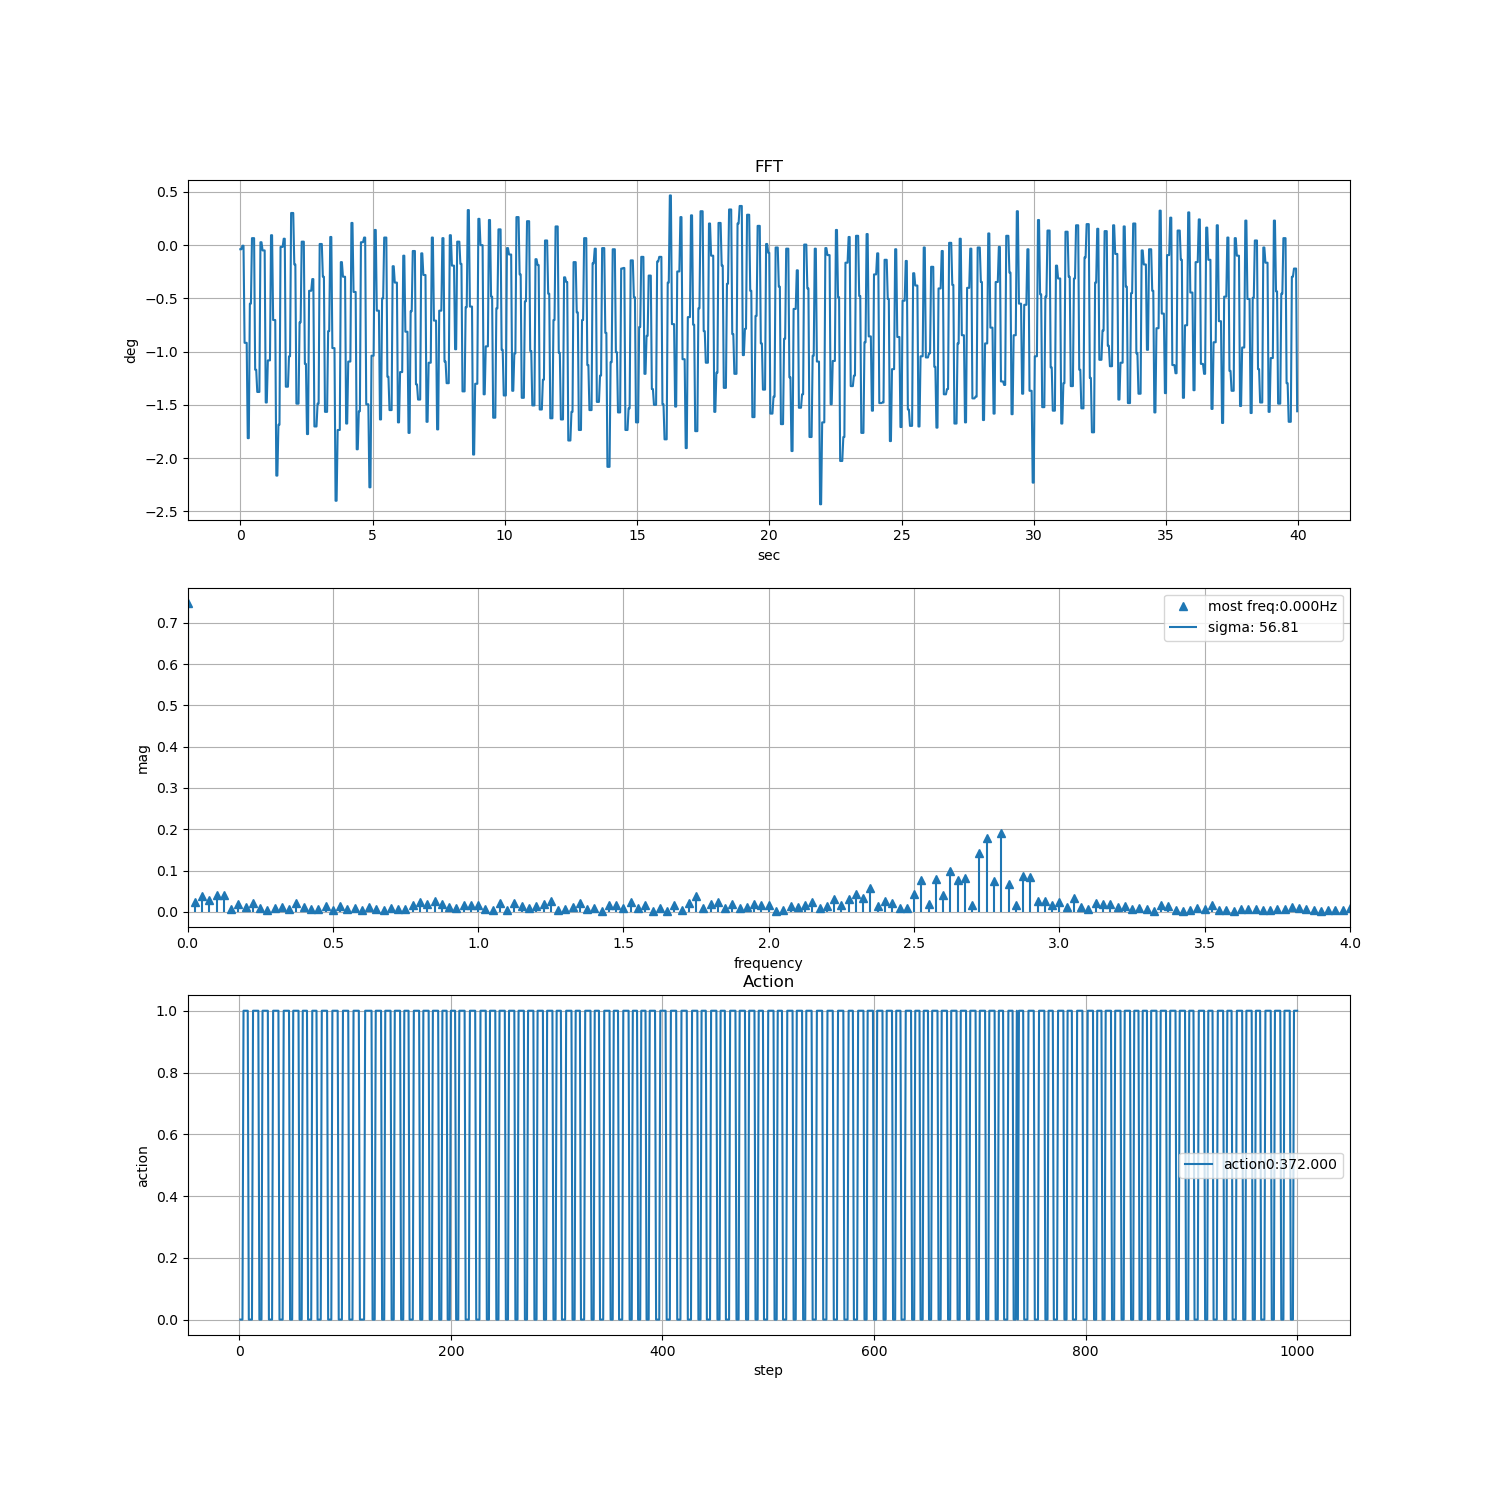 FFT
0.5
0.0
−0.5
−1.0
−1.5
−2.0
−2.5
deg
0 5 10 15 20 25 30 35 40
sec
most freq:0.000Hz
sigma: 56.81
0.7
0.6
0.5
0.4
0.3
0.2
0.1
0.0
mag
0.0 0.5 1.0 1.5 2.0 2.5 3.0 3.5 4.0
frequency
Action
1.0
0.8
0.6
0.4
0.2
0.0
action
action0:372.000
0 200 400 600 800 1000
step